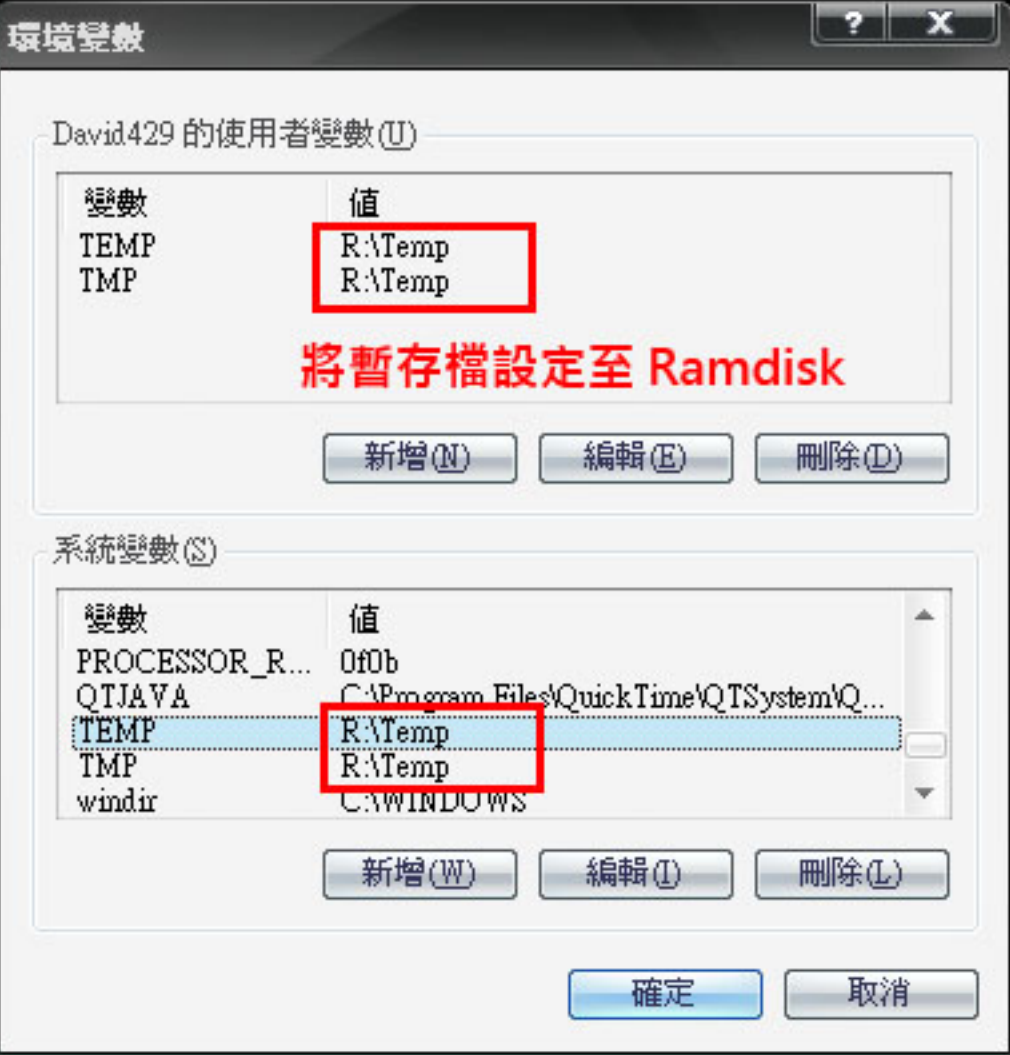 環境變數
?
X
David429 的使用者變數(U)
變數 值
TEMP R:\Temp
TMP R:\Temp
將暫存檔設定至 Ramdisk
新增(N) 編輯(E) 刪除(D)
系統變數(S)
變數 值
PROCESSOR_R... 0f0b
QTJAVA C:\Program Files\QuickTime\QTSystem\Q...
TEMP R:\Temp
TMP R:\Temp
windir C:\WINDOWS
新增(W) 編輯(I) 刪除(L)
確定 取消